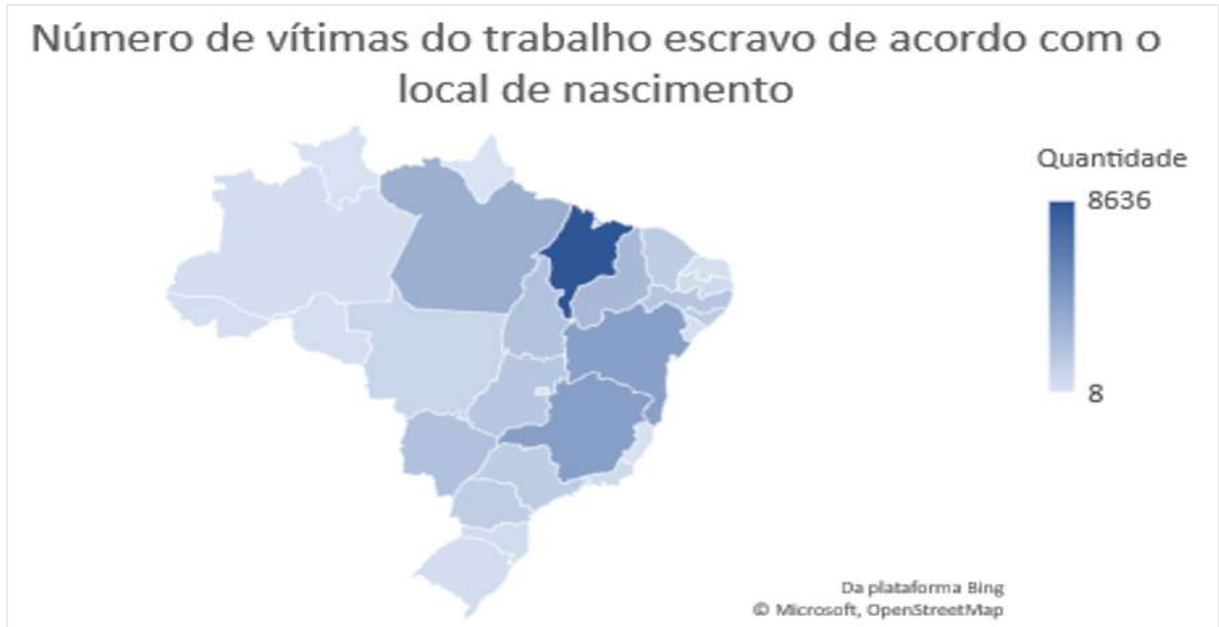 Número de vítimas do trabalho escravo de acordo com o
local de nascimento
Quantidade
8636
8
Da plataforma Bing
© Microsoft, OpenStreetMap